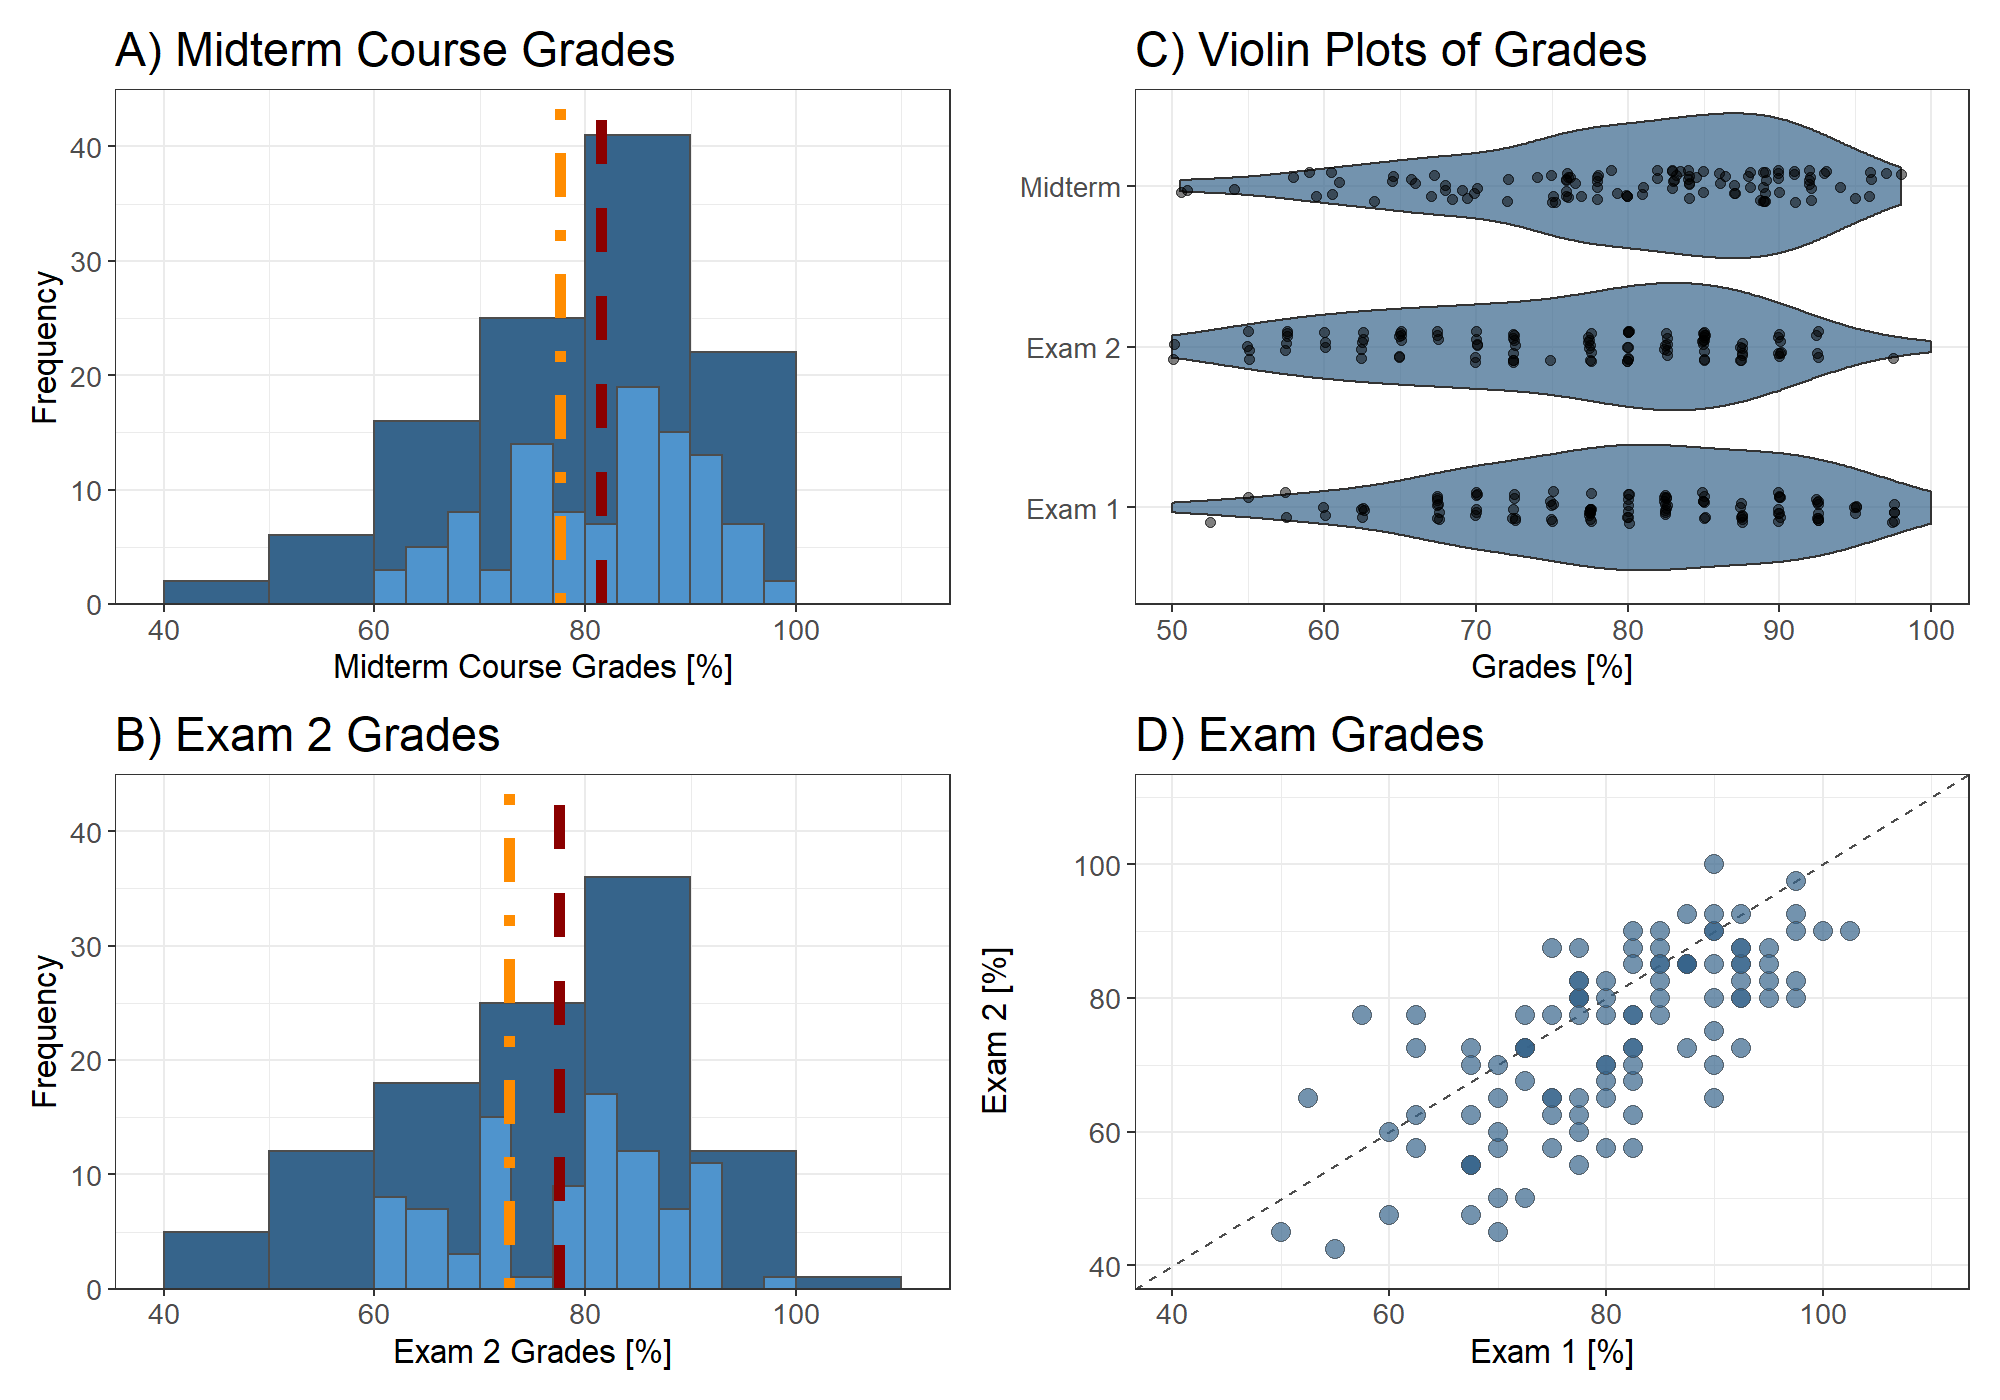 A) Midterm Course Grades
Frequency
40
30
20
10
0
40 60 80 100
Midterm Course Grades [%]
C) Violin Plots of Grades
Midterm
Exam 2
Exam 1
50 60 70 80 90 100
Grades [%]
B) Exam 2 Grades
Frequency
40
30
20
10
0
40 60 80 100
Exam 2 Grades [%]
D) Exam Grades
Exam 2 [%]
100
80
60
40
40 60 80 100
Exam 1 [%]